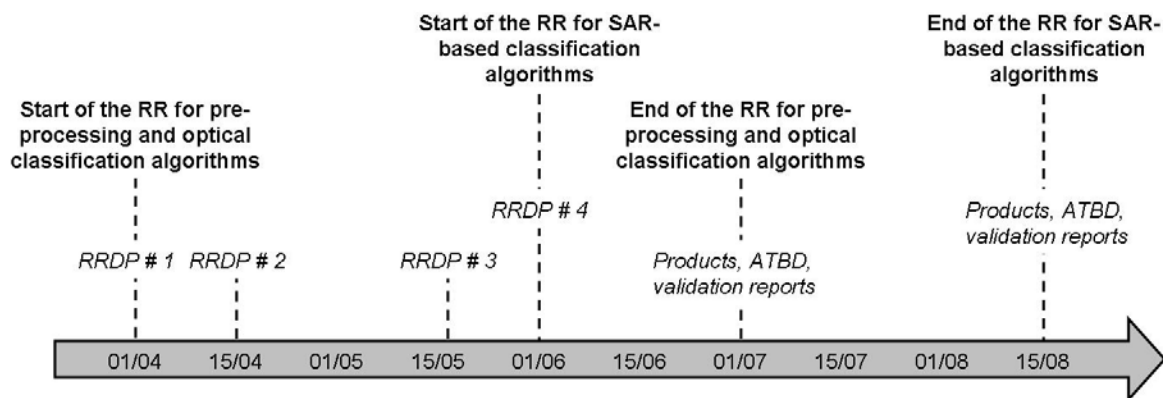 Start of the RR for SAR-
based classification
algorithms
End of the RR for SAR-
based classification
algorithms
Start of the RR for pre-
processing and optical
classification algorithms
End of the RR for pre-
processing and optical
classification algorithms
RRDP # 4
Products, ATBD,
validation reports
RRDP # 1
RRDP # 2
RRDP # 3
Products, ATBD,
validation reports
01/04 15/04 01/05 15/05 01/06 15/06 01/07 15/07 01/08 15/08